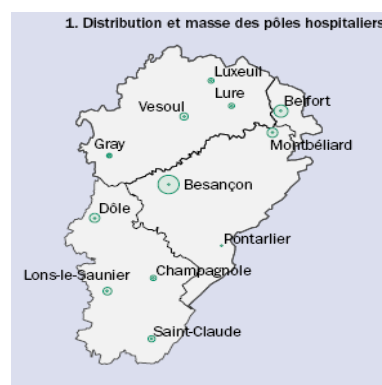 1. Distribution et masse des pôles hospitaliers
Luxeuil
Lure
Belfort
Vesoul
Montbéliard
Gray
Besançon
Dôle
Pontarlier
Champagnole
Lons-le-Saunier
Saint-Claude